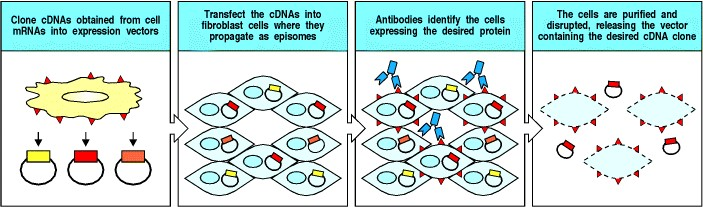 Clone cDNAs obtained from cell
mRNAs into expression vectors
Transfect the cDNAs into
fibroblast cells where they
propagate as episomes
Antibodies identify the cells
expressing the desired protein
The cells are purified and
disrupted, releasing the vector
containing the desired cDNA clone